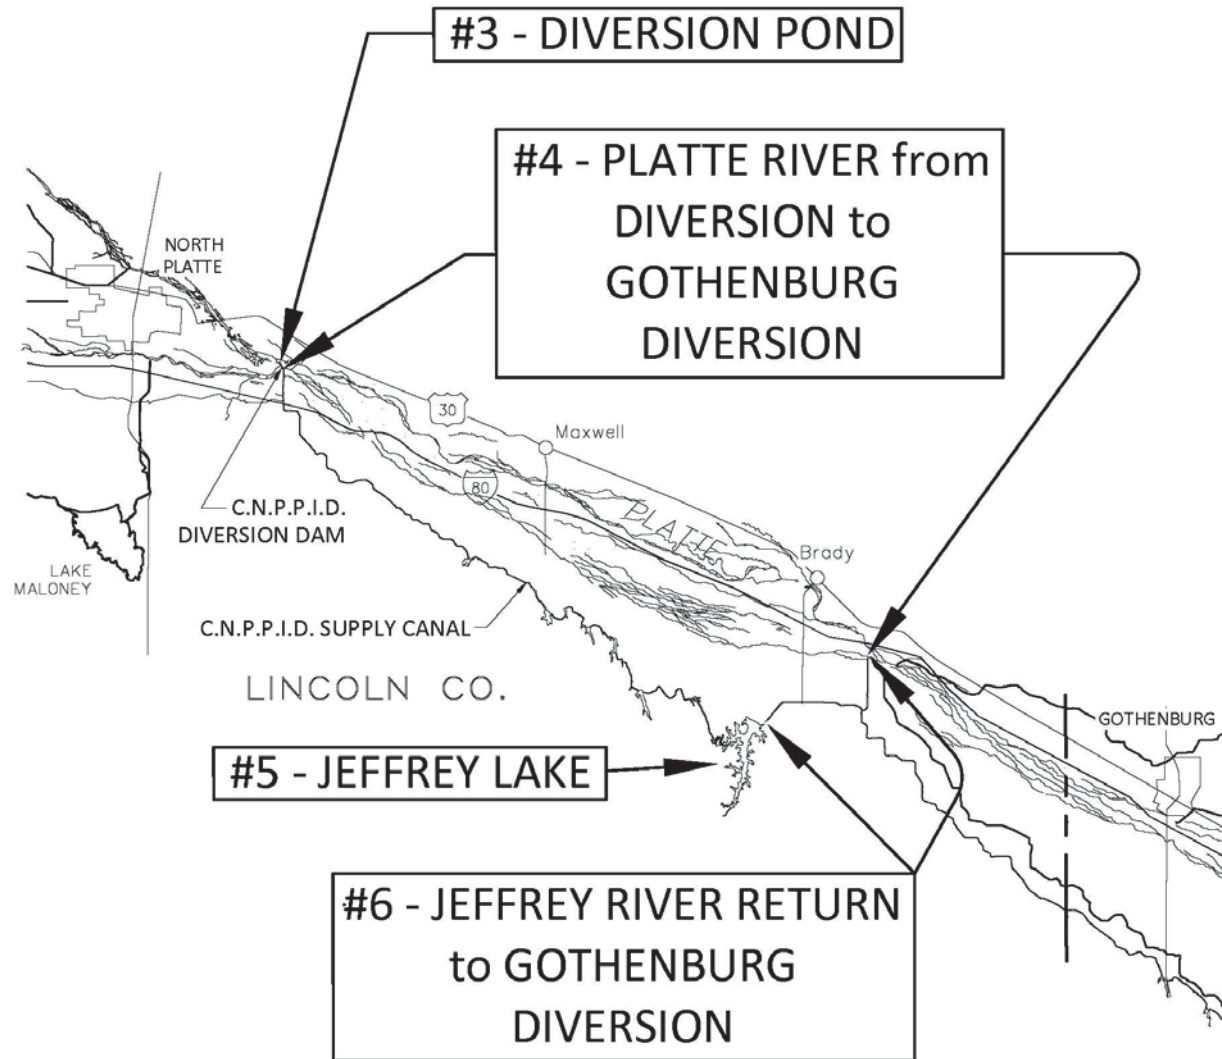 #3 - DIVERSION POND
#4 - PLATTE RIVER from
DIVERSION to
GOTHENBURG
DIVERSION
NORTH
PLATTE
30
Maxwell
80
C.N.P.P.I.D.
DIVERSION DAM
PLATTE
Brady
LAKE
MALONEY
C.N.P.P.I.D. SUPPLY CANAL
LINCOLN CO.
GOTHENBURG
#5 - JEFFREY LAKE
#6 - JEFFREY RIVER RETURN
to GOTHENBURG
DIVERSION